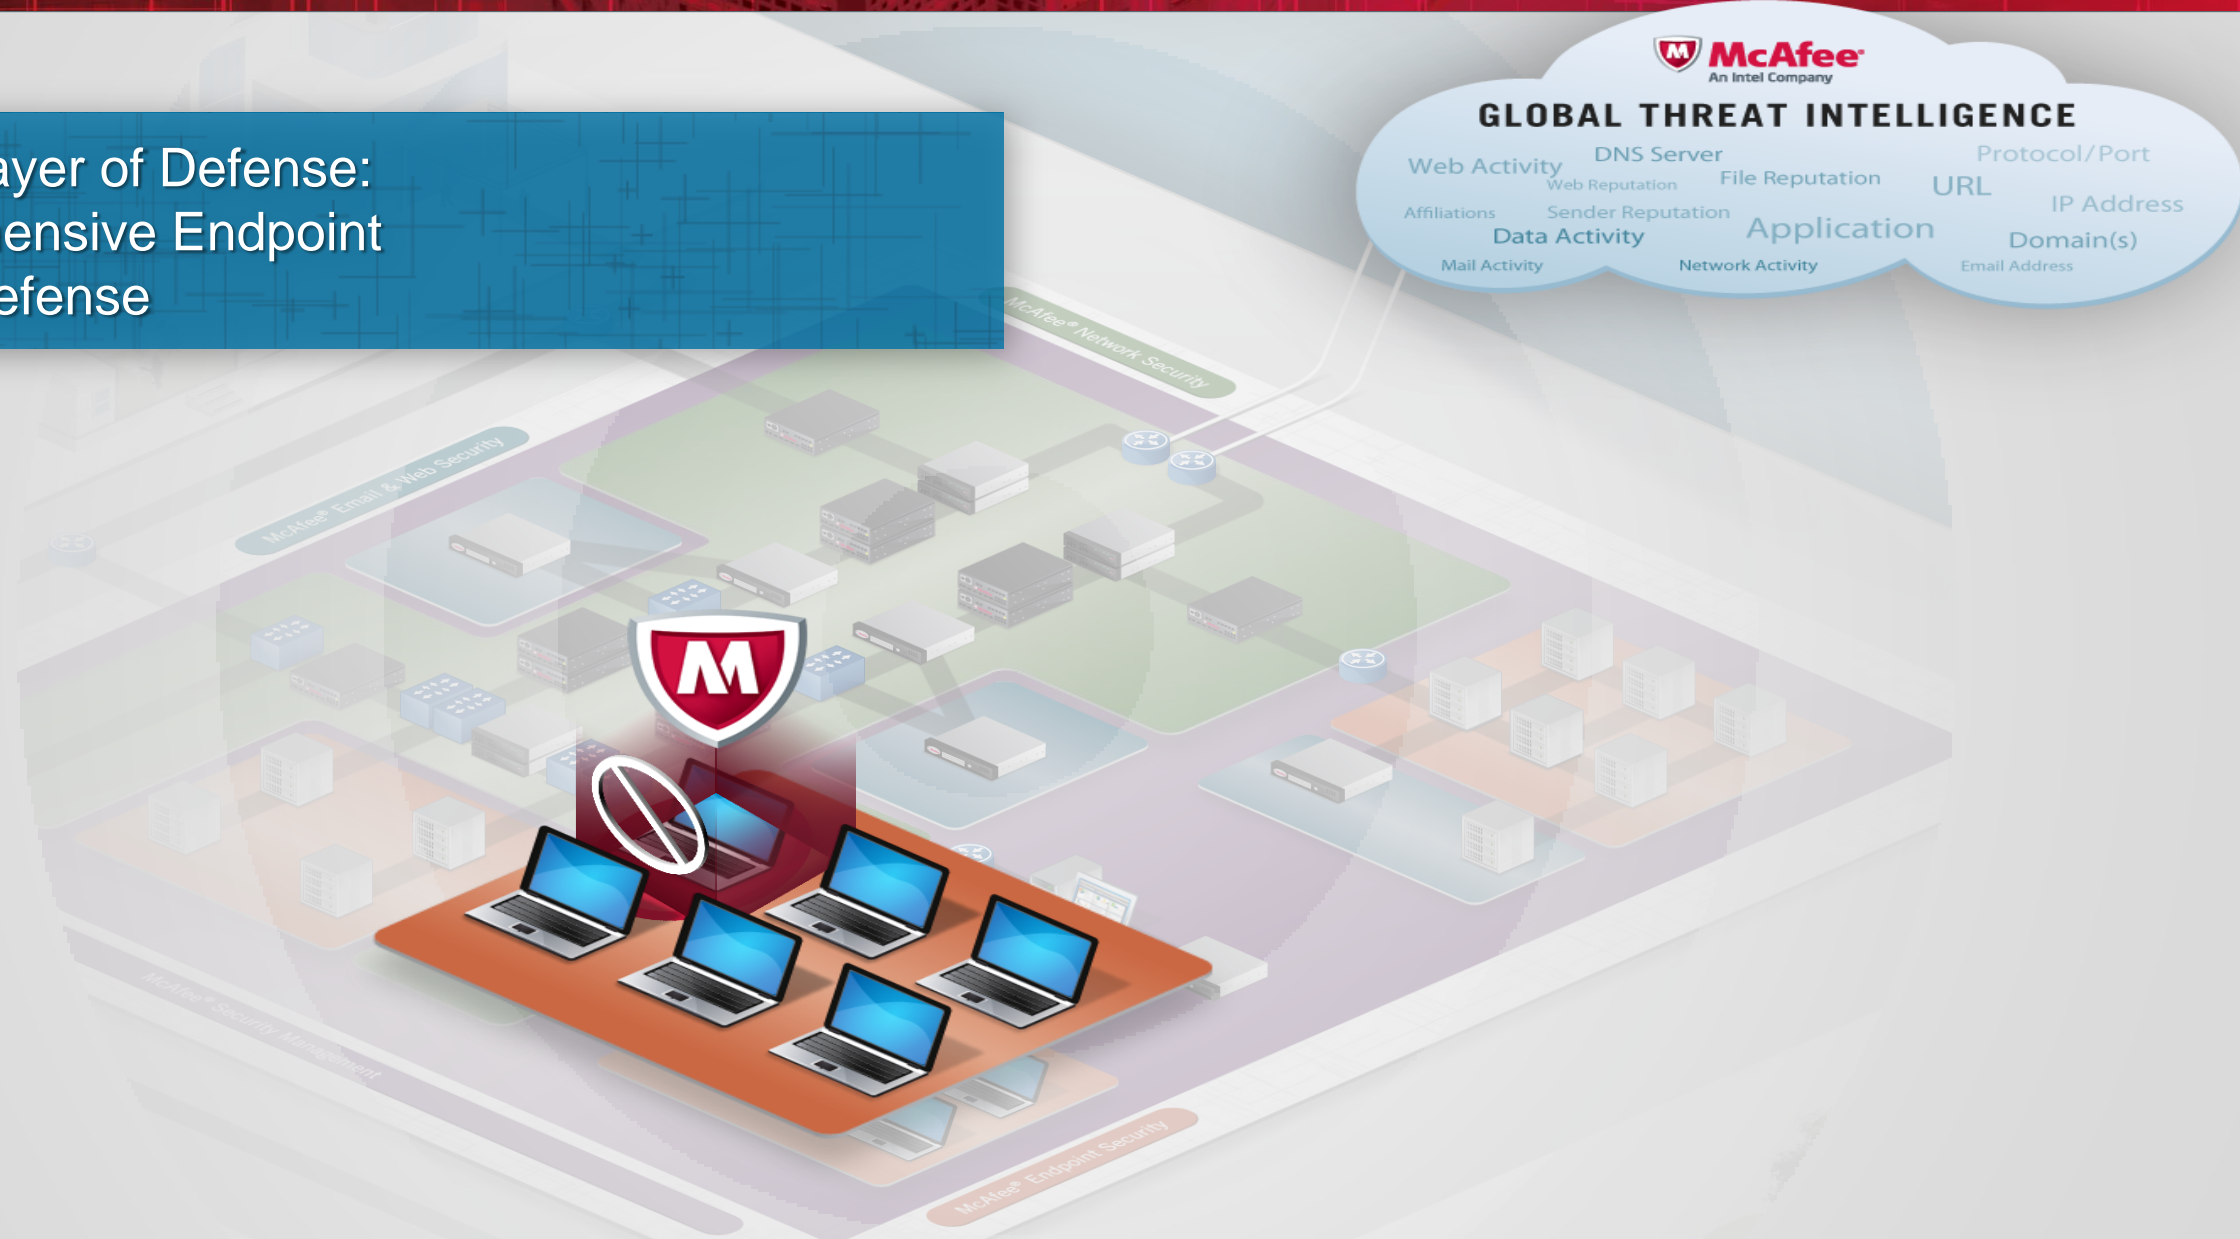 McAfee®
An Intel Company
GLOBAL THREAT INTELLIGENCE
Web Activity
DNS Server
Protocol/Port
Web Reputation
File Reputation
URL
IP Address
Affiliations
Sender Reputation
Data Activity
Application
Domain(s)
Mail Activity
Network Activity
Email Address
ayer of Defense:
ensive Endpoint
efense
McAfee® Network Security
McAfee® Email & Web Security
McAfee® Security Management
McAfee® Endpoint Security